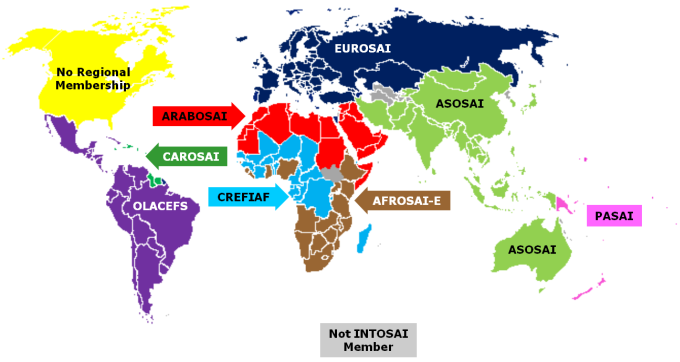 EUROSAI
No Regional
Membership
ASOSAI
ARABOSAI
CAROSAI
CREFIAF
AFROSAI-E
OLACEFS
PASAI
ASOSAI
Not INTOSAI
Member